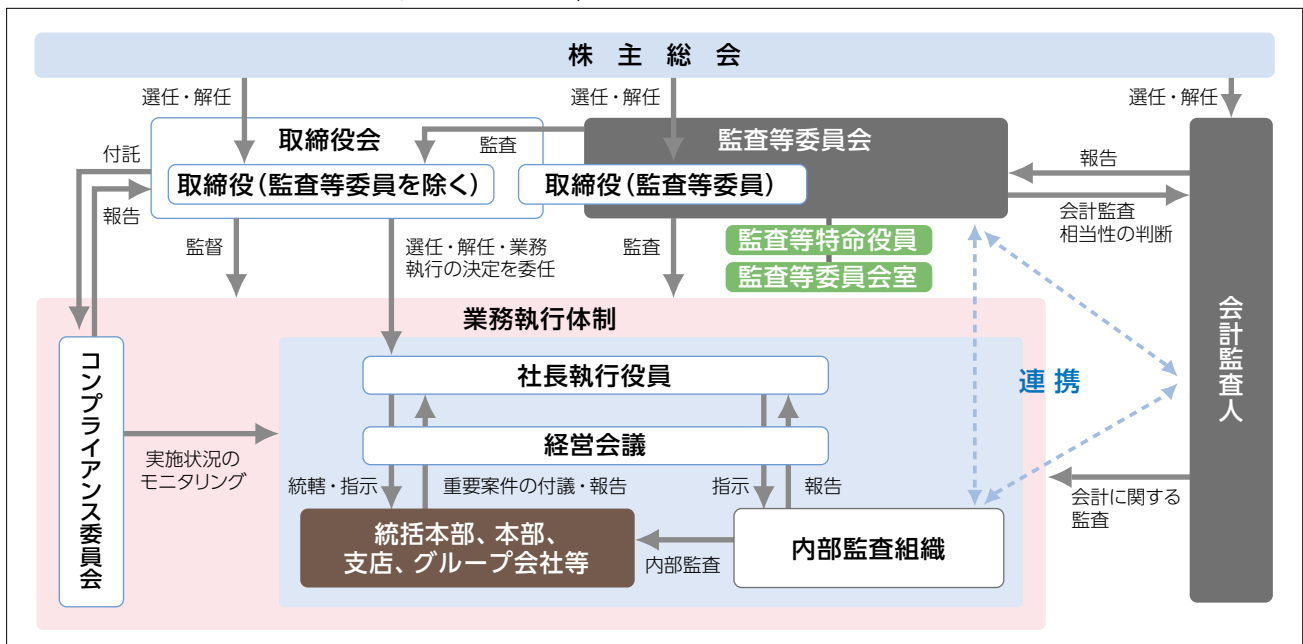 株主総会
選任・解任
選任・解任
選任・解任
取締役会
監査
監査等委員会
付託
報告
取締役（監査等委員を除く）
取締役（監査等委員）
報告
会計監査
相当性の判断
監督
選任・解任・業務
執行の決定を委任
監査
監査等特命役員
監査等委員会室
会計監査人
業務執行体制
コンプライアンス委員会
社長執行役員
連携
経営会議
実施状況の
モニタリング
統轄・指示
重要案件の付議・報告
指示
報告
会計に関する
監査
統括本部、本部、
支店、グループ会社等
内部監査
内部監査組織